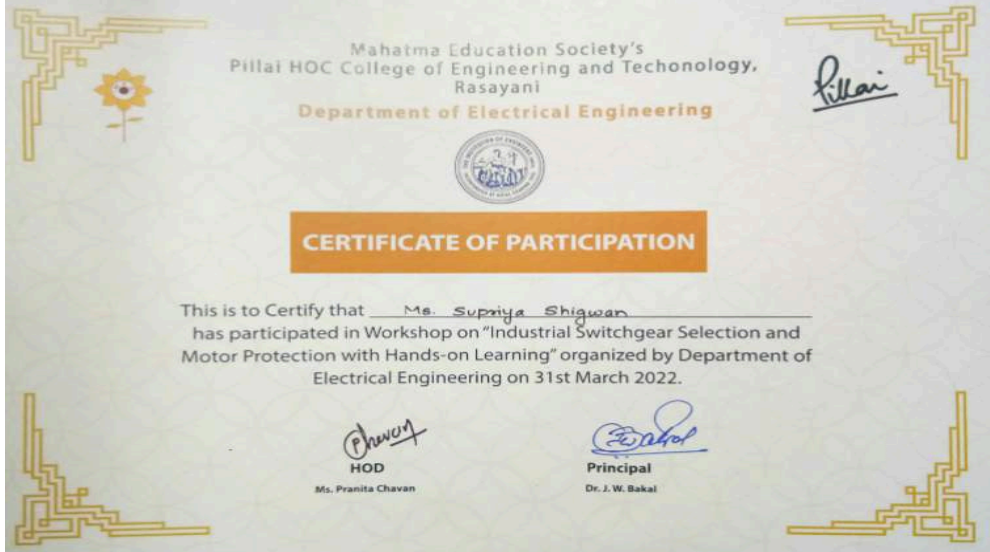 Mahatma Education Society's
Pillai HOC College of Engineering and Techonology,
Rasayani
Department of Electrical Engineering
Pillai
CERTIFICATE OF PARTICIPATION
This is to Certify that Ms. Supriya Shigwan
has participated in Workshop on "Industrial Switchgear Selection and
Motor Protection with Hands-on Learning" organized by Department of
Electrical Engineering on 31st March 2022.
PChavan
HOD
Principal
Ms. Pranita Chavan
Dr. J. W. Bakal